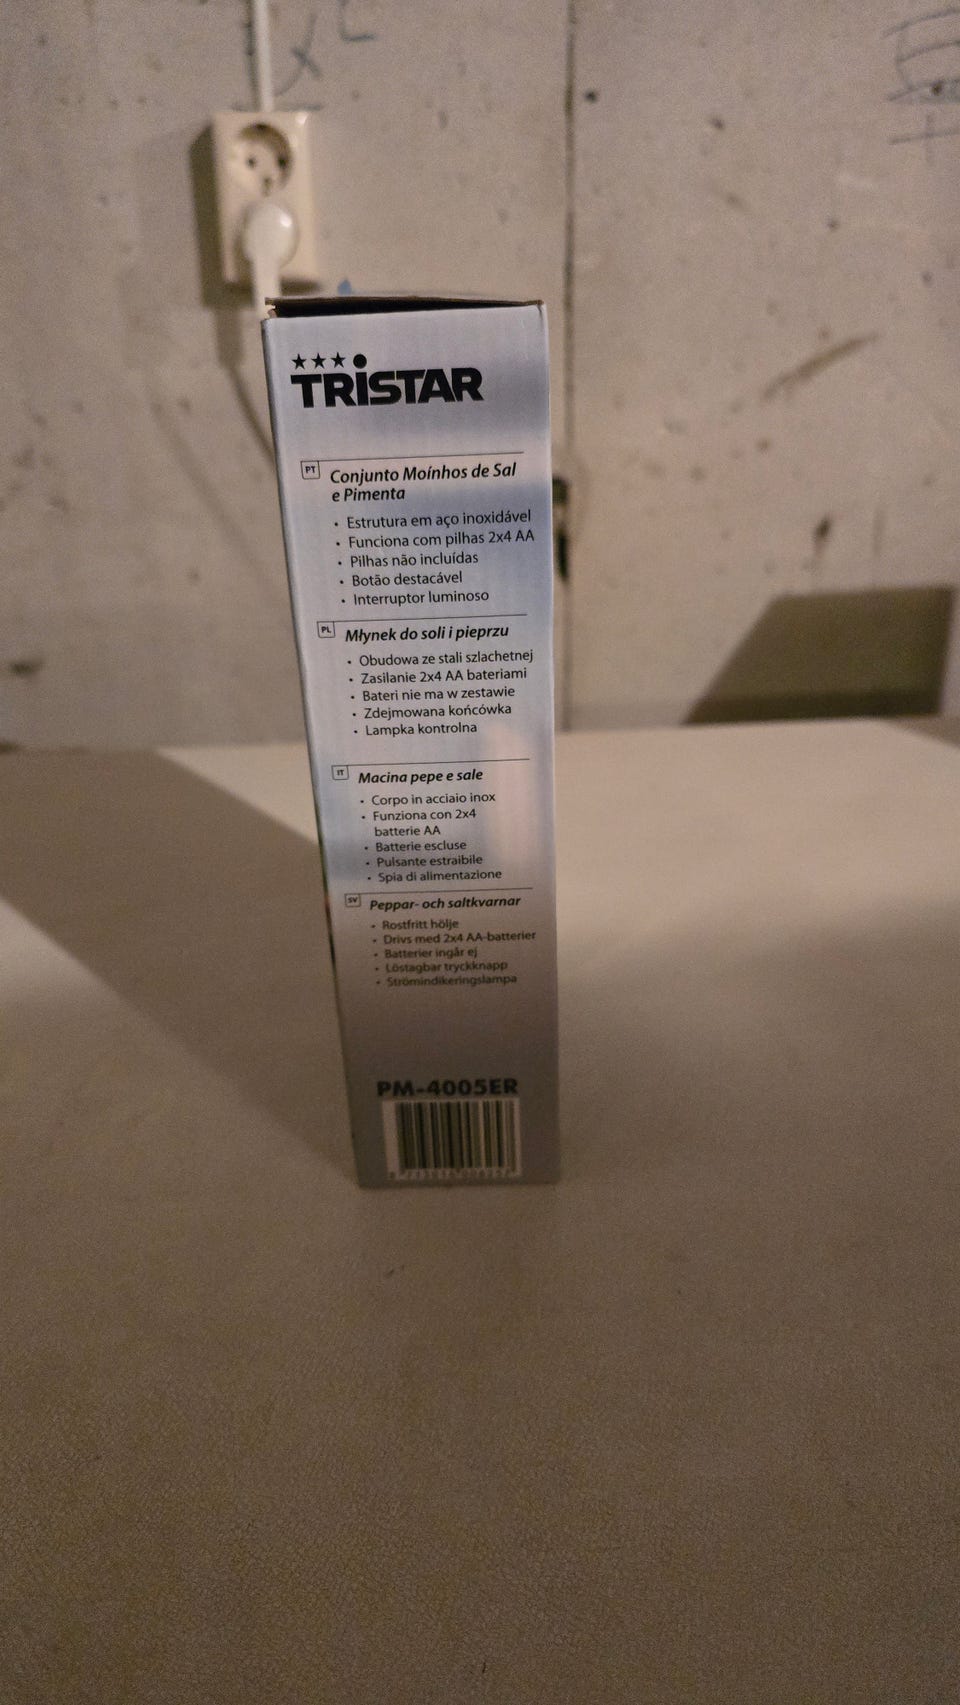 TRiSTAR
PT
Conjunto Moínhos de Sal
e Pimenta
• Estrutura em aço inoxidável
• Funciona com pilhas 2x4 AA
• Pilhas não incluídas
• Botão destacável
• Interruptor luminoso
PL
Młynek do soli i pieprzu
• Obudowa ze stali szlachetnej
• Zasilanie 2x4 AA bateriami
• Bateri nie ma w zestawie
• Zdejmowana końcówka
• Lampka kontrolna
IT
Macina pepe e sale
• Corpo in acciaio inox
• Funziona con 2x4
batterie AA
• Batterie escluse
• Pulsante estraibile
• Spia di alimentazione
SV
Peppar- och saltkvarnar
• Rostfritt hölje
• Drivs med 2x4 AA-batterier
• Batterier ingår ej
• Löstagbar tryckknapp
• Strömindikeringslampa
PM-4005ER